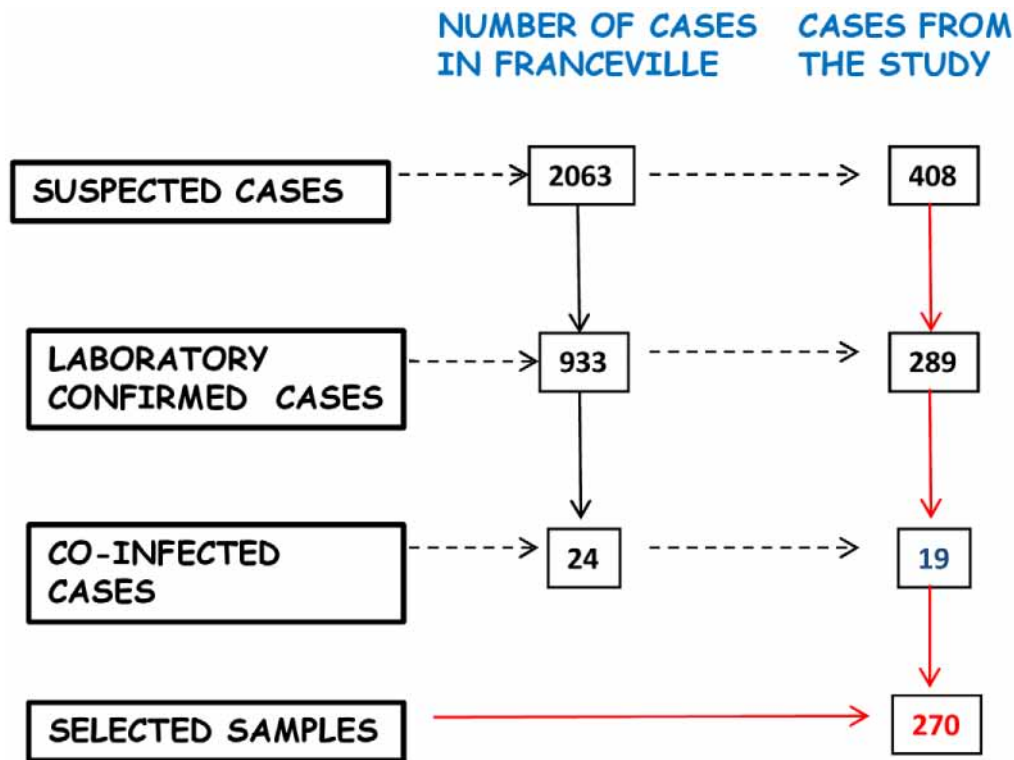 NUMBER OF CASES
IN FRANCEVILLE
CASES FROM
THE STUDY
SUSPECTED CASES
2063
408
LABORATORY
CONFIRMED CASES
933
289
CO-INFECTED
CASES
24
19
SELECTED SAMPLES
270